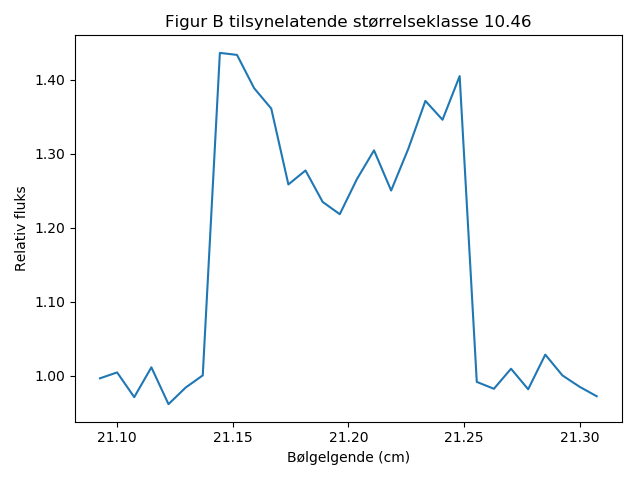 Figur B tilsynelatende størrelseklasse 10.46
1.40
1.30
1.20
1.10
1.00
Relativ fluks
21.10 21.15 21.20 21.25 21.30
Bølgelgende (cm)